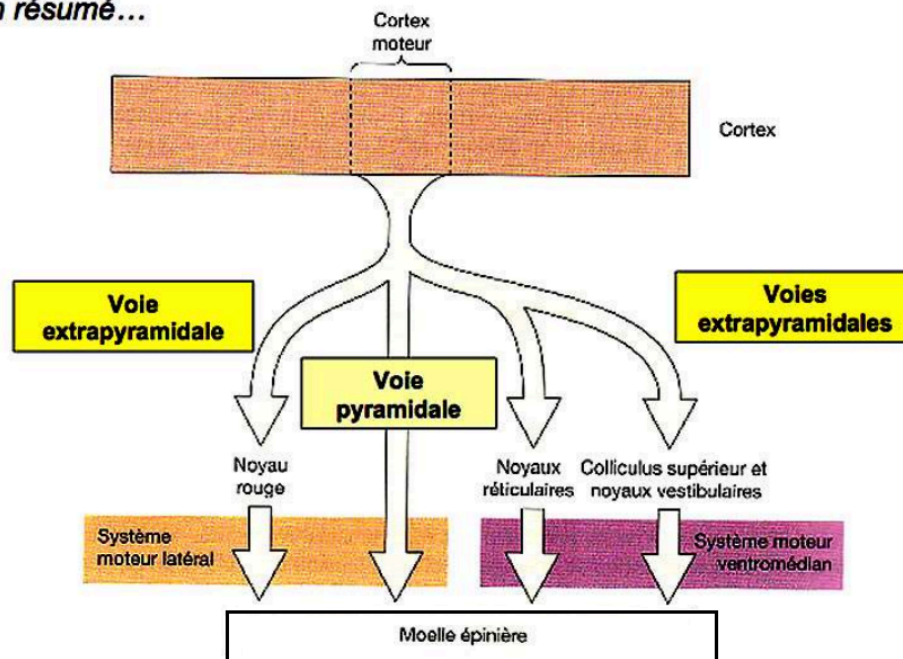 résumé...
Cortex
moteur
Cortex
Voie
extrapyramidale
Voies
extrapyramidales
Voie
pyramidale
Noyau
rouge
Noyaux
réticulaires
Colliculus supérieur et
noyaux vestibulaires
Système
moteur latéral
Système moteur
ventromédian
Moelle épinière